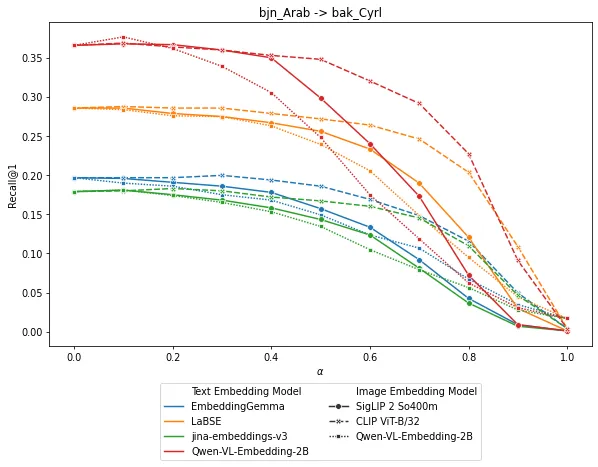 bjn_Arab -> bak_Cyrl
Recall@1
0.35
0.30
0.25
0.20
0.15
0.10
0.05
0.00
0.0 0.2 0.4 0.6 0.8 1.0
α
Text Embedding Model
EmbeddingGemma
LaBSE
jina-embeddings-v3
Qwen-VL-Embedding-2B
Image Embedding Model
SigLIP 2 So400m
CLIP ViT-B/32
Qwen-VL-Embedding-2B